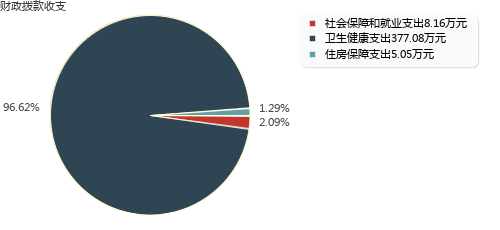 财政拨款收支
社会保障和就业支出8.16万元
卫生健康支出377.08万元
住房保障支出5.05万元
96.62%
1.29%
2.09%